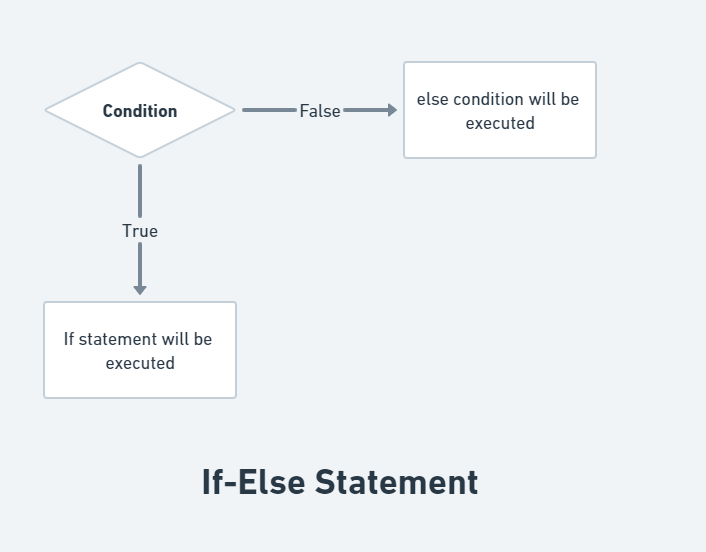 Condition
False
else condition will be
executed
True
If statement will be
executed
If-Else Statement